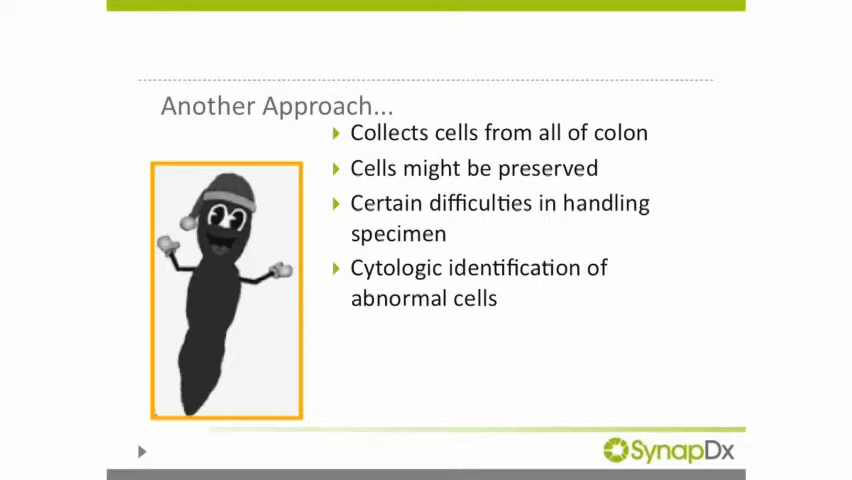 Another Approach...
Collects cells from all of colon
Cells might be preserved
Certain difficulties in handling
specimen
Cytologic identification of
abnormal cells
SynapDx